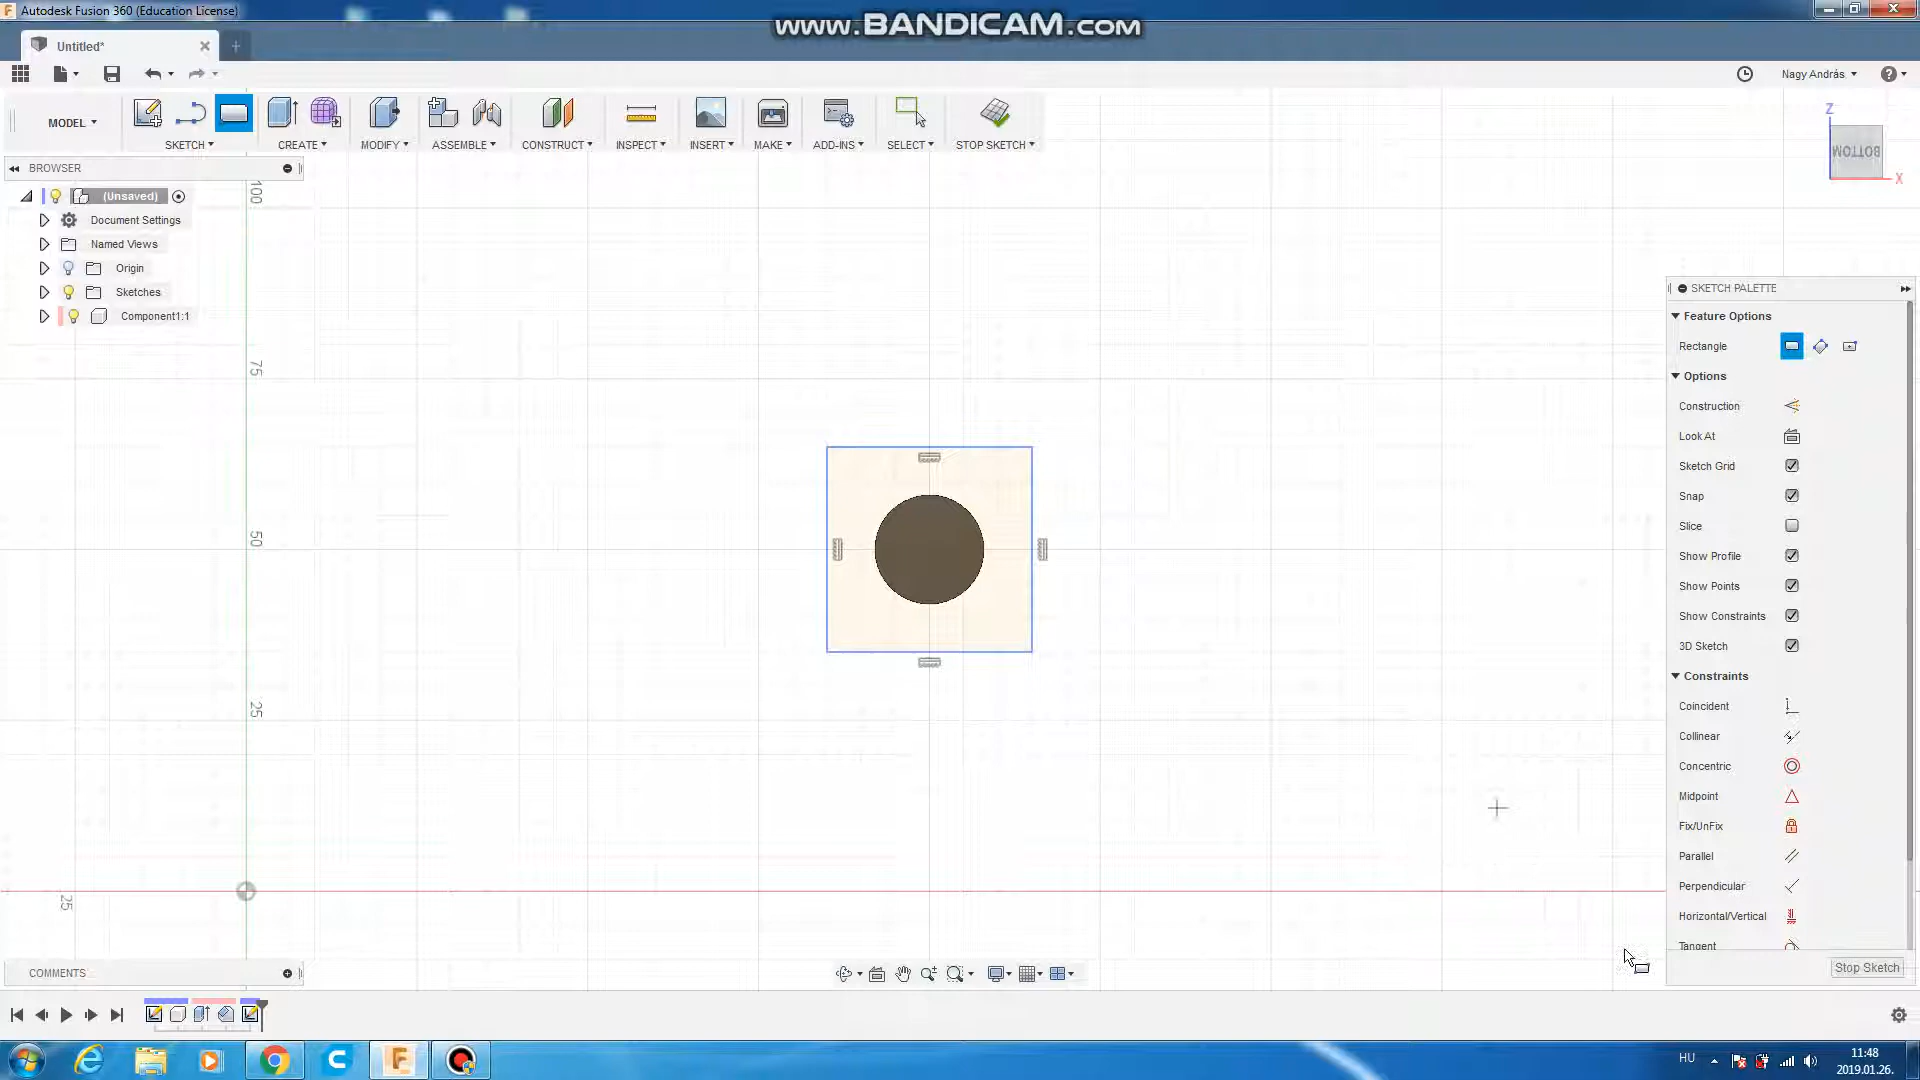 Autodesk Fusion 360 (Education License)
www.BANDICAM.com
Untitled*
Nagy András
MODEL
SKETCH
CREATE
MODIFY
ASSEMBLE
CONSTRUCT
INSPECT
INSERT
MAKE
ADD-INS
SELECT
STOP SKETCH
Z
BOTTOM
X
BROWSER
(Unsaved)
Document Settings
Named Views
Origin
Sketches
Component1:1
100
75
50
25
25
SKETCH PALETTE
Feature Options
Rectangle
Options
Construction
Look At
Sketch Grid
Snap
Slice
Show Profile
Show Points
Show Constraints
3D Sketch
Constraints
Coincident
Collinear
Concentric
Midpoint
Fix/UnFix
Parallel
Perpendicular
Horizontal/Vertical
Tangent
Stop Sketch
COMMENTS
HU
11:48
2019.01.26.